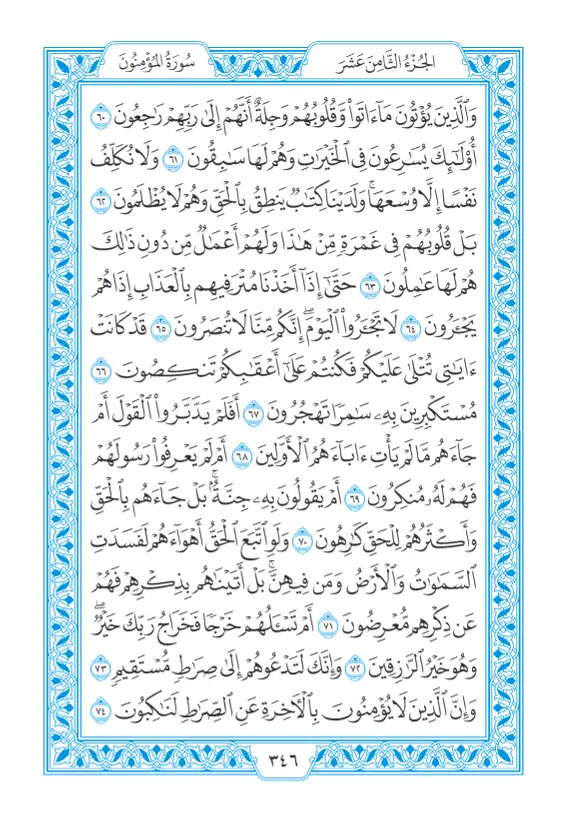 الجُزْءُ الثَّامِنَ عَشَرَ
سُورَةُ المُؤْمِنُونَ
وَالَّذِينَ يُؤْتُونَ مَآ ءَاتَوا۟ وَّقُلُوبُهُمْ وَجِلَةٌ أَنَّهُمْ إِلَىٰ رَبِّهِمْ رَٰجِعُونَ ٦٠
أُو۟لَٰٓئِكَ يُسَٰرِعُونَ فِى ٱلْخَيْرَٰتِ وَهُمْ لَهَا سَٰبِقُونَ ٦١ وَلَا نُكَلِّفُ
نَفْسًا إِلَّا وُسْعَهَا ۖ وَلَدَيْنَا كِتَٰبٌ يَنطِقُ بِٱلْحَقِّ وَهُمْ لَا يُظْلَمُونَ ٦٢
بَلْ قُلُوبُهُمْ فِى غَمْرَةٍ مِّنْ هَٰذَا وَلَهُمْ أَعْمَٰلٌ مِّن دُونِ ذَٰلِكَ
هُمْ لَهَا عَٰمِلُونَ ٦٣ حَتَّىٰٓ إِذَآ أَخَذْنَا مُتْرَفِيهِم بِٱلْعَذَابِ إِذَا هُمْ
يَجْـَٔرُونَ ٦٤ لَا تَجْـَٔرُوا۟ ٱلْيَوْمَ ۖ إِنَّكُم مِّنَّا لَا تُنصَرُونَ ٦٥ قَدْ كَانَتْ
ءَايَٰتِى تُتْلَىٰ عَلَيْكُمْ فَكُنتُمْ عَلَىٰٓ أَعْقَٰبِكُمْ تَنكِصُونَ ٦٦
مُسْتَكْبِرِينَ بِهِۦ سَٰمِرًا تَهْجُرُونَ ٦٧ أَفَلَمْ يَدَّبَّرُوا۟ ٱلْقَوْلَ أَمْ
جَآءَهُم مَّا لَمْ يَأْتِ ءَابَآءَهُمُ ٱلْأَوَّلِينَ ٦٨ أَمْ لَمْ يَعْرِفُوا۟ رَسُولَهُمْ
فَهُمْ لَهُۥ مُنكِرُونَ ٦٩ أَمْ يَقُولُونَ بِهِۦ جِنَّةٌۢ ۚ بَلْ جَآءَهُم بِٱلْحَقِّ
وَأَكْثَرُهُمْ لِلْحَقِّ كَٰرِهُونَ ٧٠ وَلَوِ ٱتَّبَعَ ٱلْحَقُّ أَهْوَآءَهُمْ لَفَسَدَتِ
ٱلسَّمَٰوَٰتُ وَٱلْأَرْضُ وَمَن فِيهِنَّ ۚ بَلْ أَتَيْنَٰهُم بِذِكْرِهِمْ فَهُمْ
عَن ذِكْرِهِم مُّعْرِضُونَ ٧١ أَمْ تَسْـَٔلُهُمْ خَرْجًا فَخَرَاجُ رَبِّكَ خَيْرٌ ۖ
وَهُوَ خَيْرُ ٱلرَّٰزِقِينَ ٧٢ وَإِنَّكَ لَتَدْعُوهُمْ إِلَىٰ صِرَٰطٍ مُّسْتَقِيمٍ ٧٣
وَإِنَّ ٱلَّذِينَ لَا يُؤْمِنُونَ بِٱلْءَاخِرَةِ عَنِ ٱلصِّرَٰطِ لَنَٰكِبُونَ ٧٤
٣٤٦